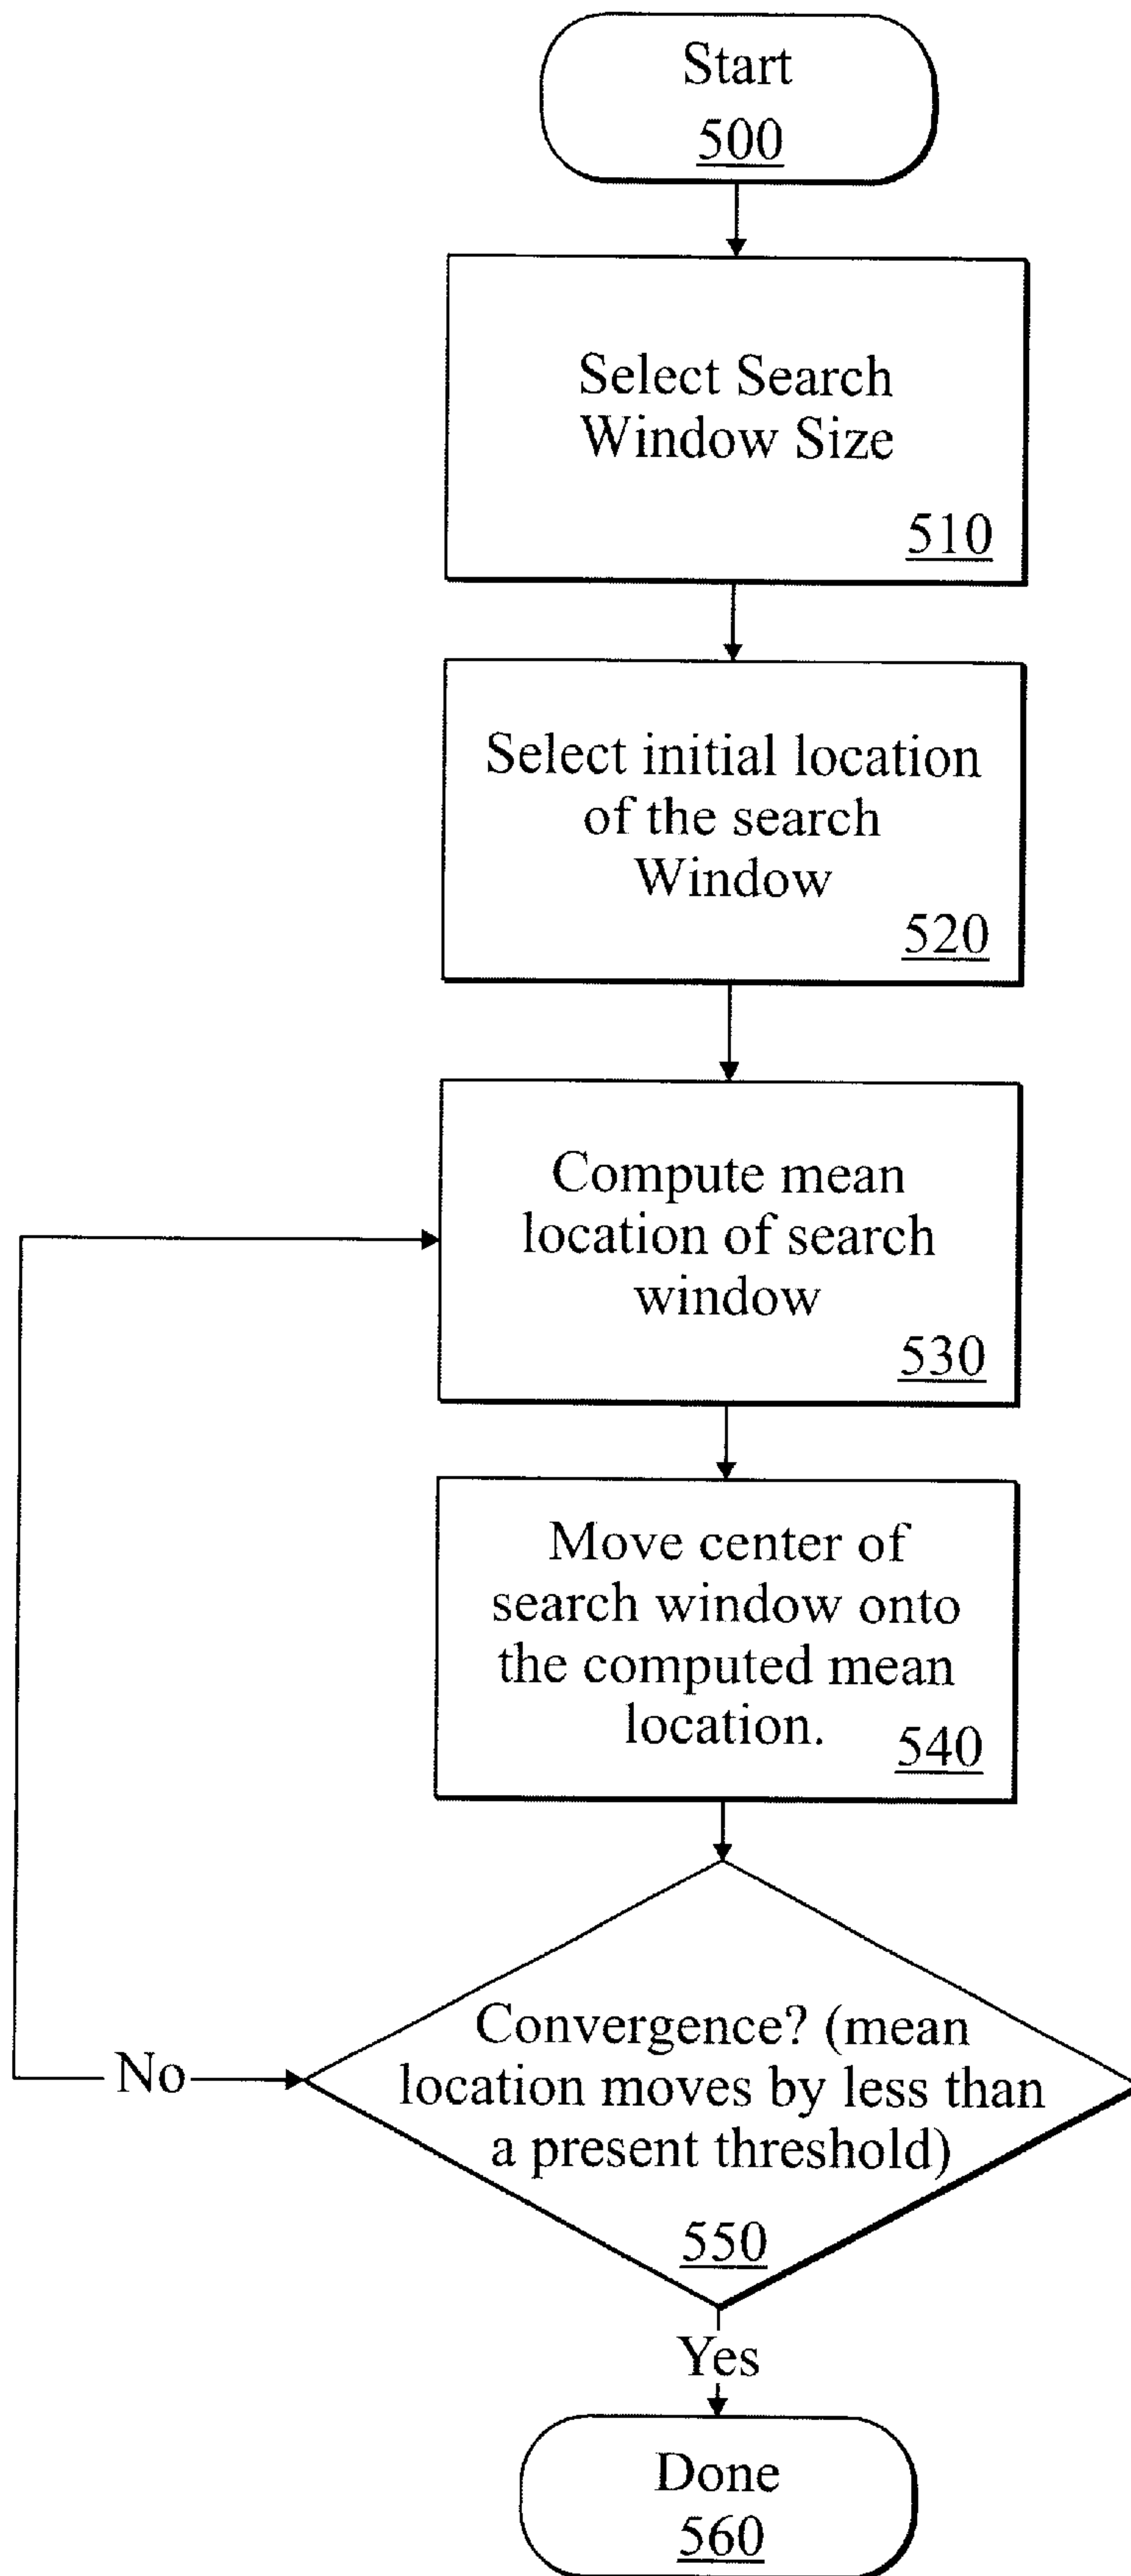 Start
500
Select Search
Window Size
510
Select initial location
of the search
Window
520
Compute mean
location of search
window
530
Move center of
search window onto
the computed mean
location.
540
Convergence? (mean
location moves by less than
a present threshold)
550
No
Yes
Done
560